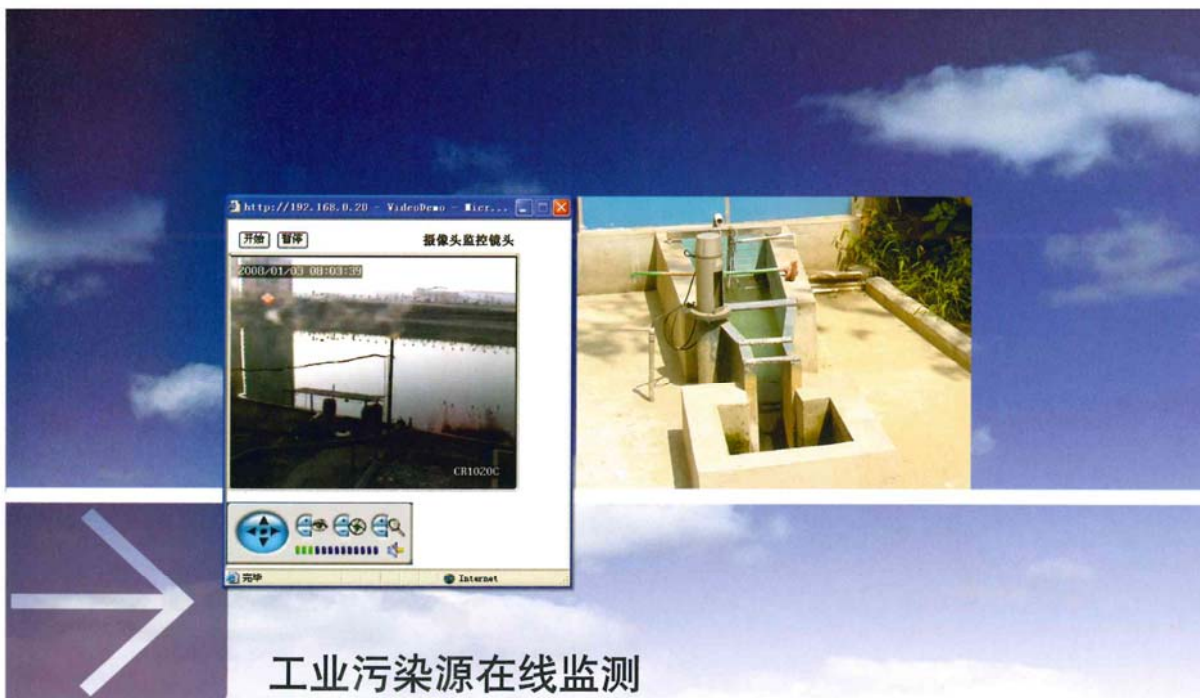 http://192.168.0.20 - VideoDemo - Micr...
开始 暂停 摄像头监控镜头
2008/01/03 08:03:39
CR1020C
完毕 Internet
工业污染源在线监测